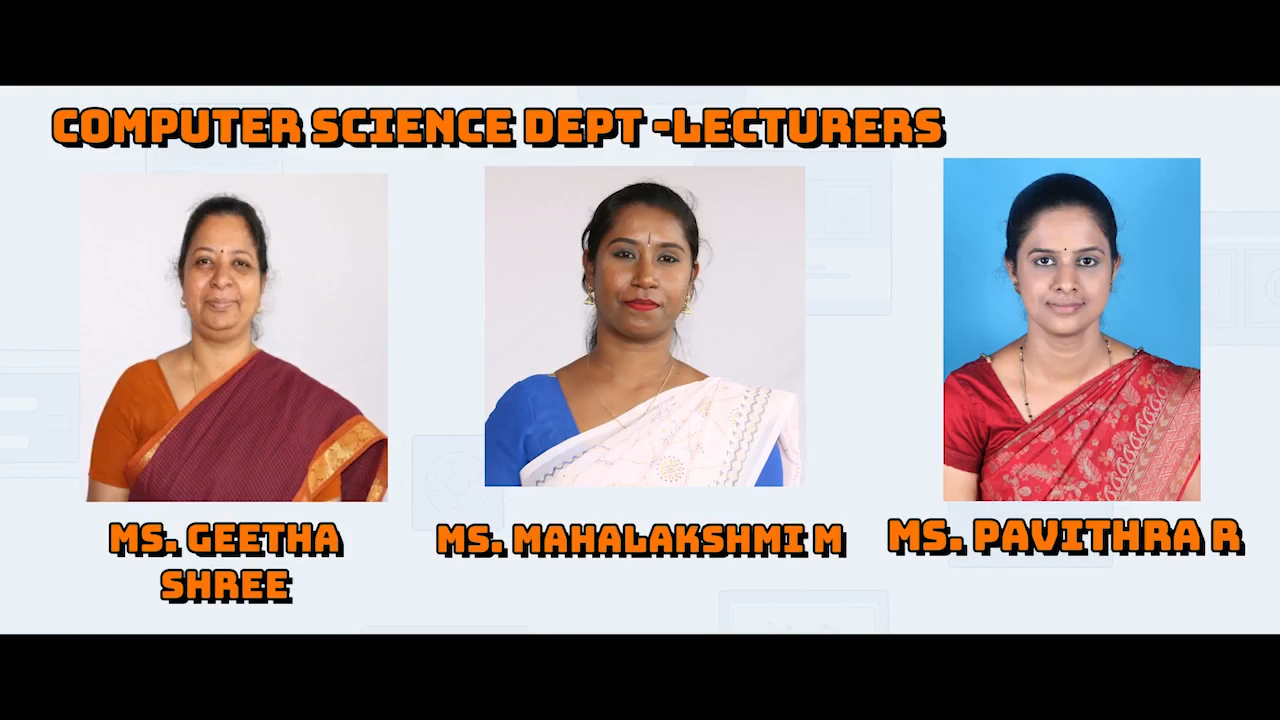 COMPUTER SCIENCE DEPT -LECTURERS
MS. GEETHA
SHREE
MS. MAHALAKSHMI M
MS. PAVITHRA R